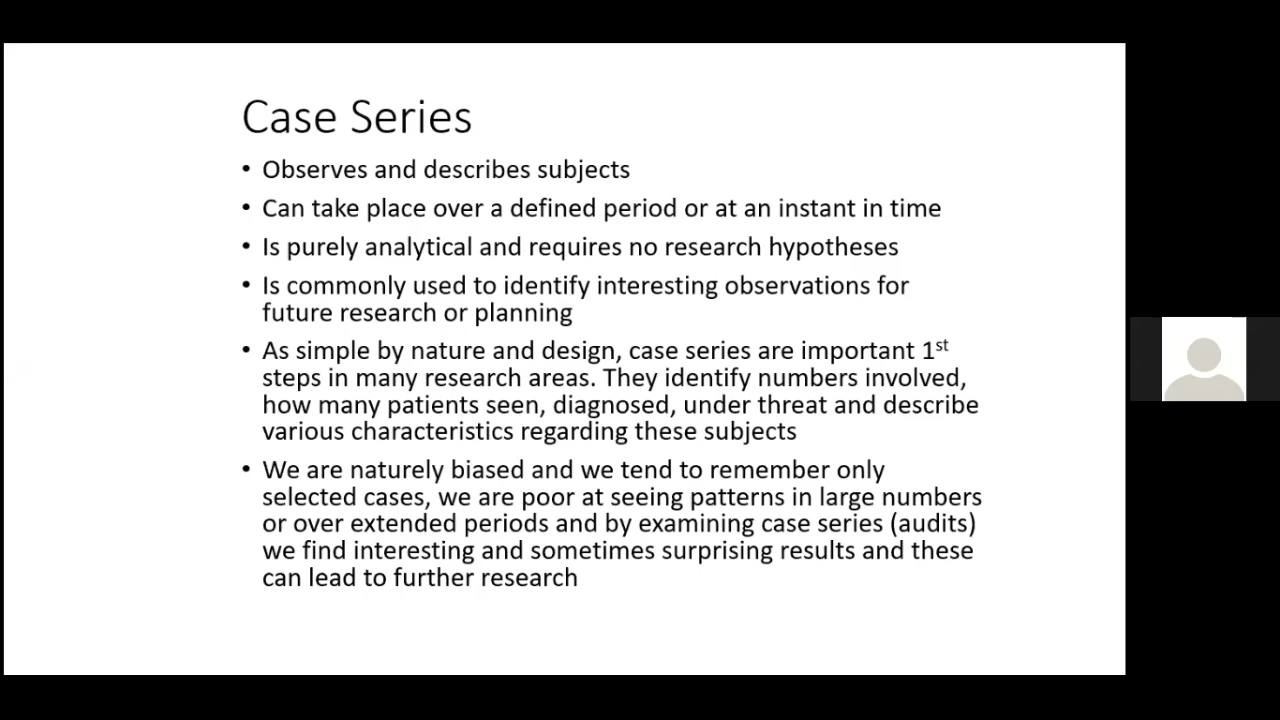 Case Series
• Observes and describes subjects
• Can take place over a defined period or at an instant in time
• Is purely analytical and requires no research hypotheses
• Is commonly used to identify interesting observations for
future research or planning
• As simple by nature and design, case series are important 1st
steps in many research areas. They identify numbers involved,
how many patients seen, diagnosed, under threat and describe
various characteristics regarding these subjects
• We are naturely biased and we tend to remember only
selected cases, we are poor at seeing patterns in large numbers
or over extended periods and by examining case series (audits)
we find interesting and sometimes surprising results and these
can lead to further research